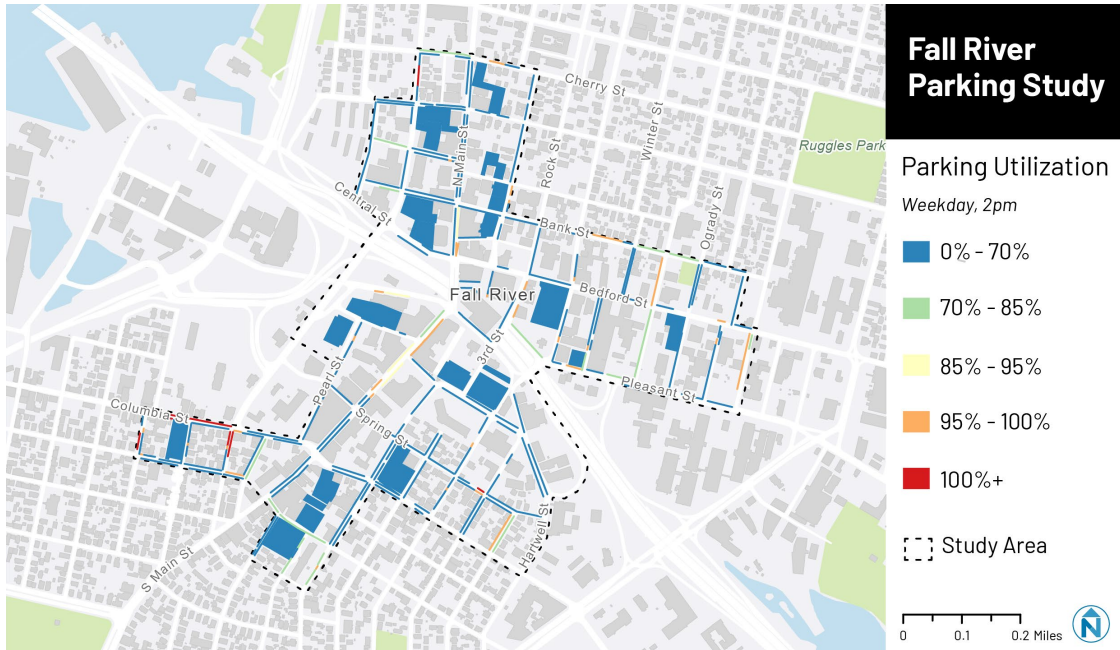 Fall River
Parking Study
Parking Utilization
Weekday, 2pm
0% - 70%
70% - 85%
85% - 95%
95% - 100%
100%+
Study Area
0 0.1 0.2 Miles
N
Cherry St
Winter St
Ruggles Park
N Main St
Rock St
Central St
Ogrady St
Bank St
Fall River
Bedford St
3rd St
Pearl St
Pleasant St
Columbia St
Spring St
Hartwell St
S Main St